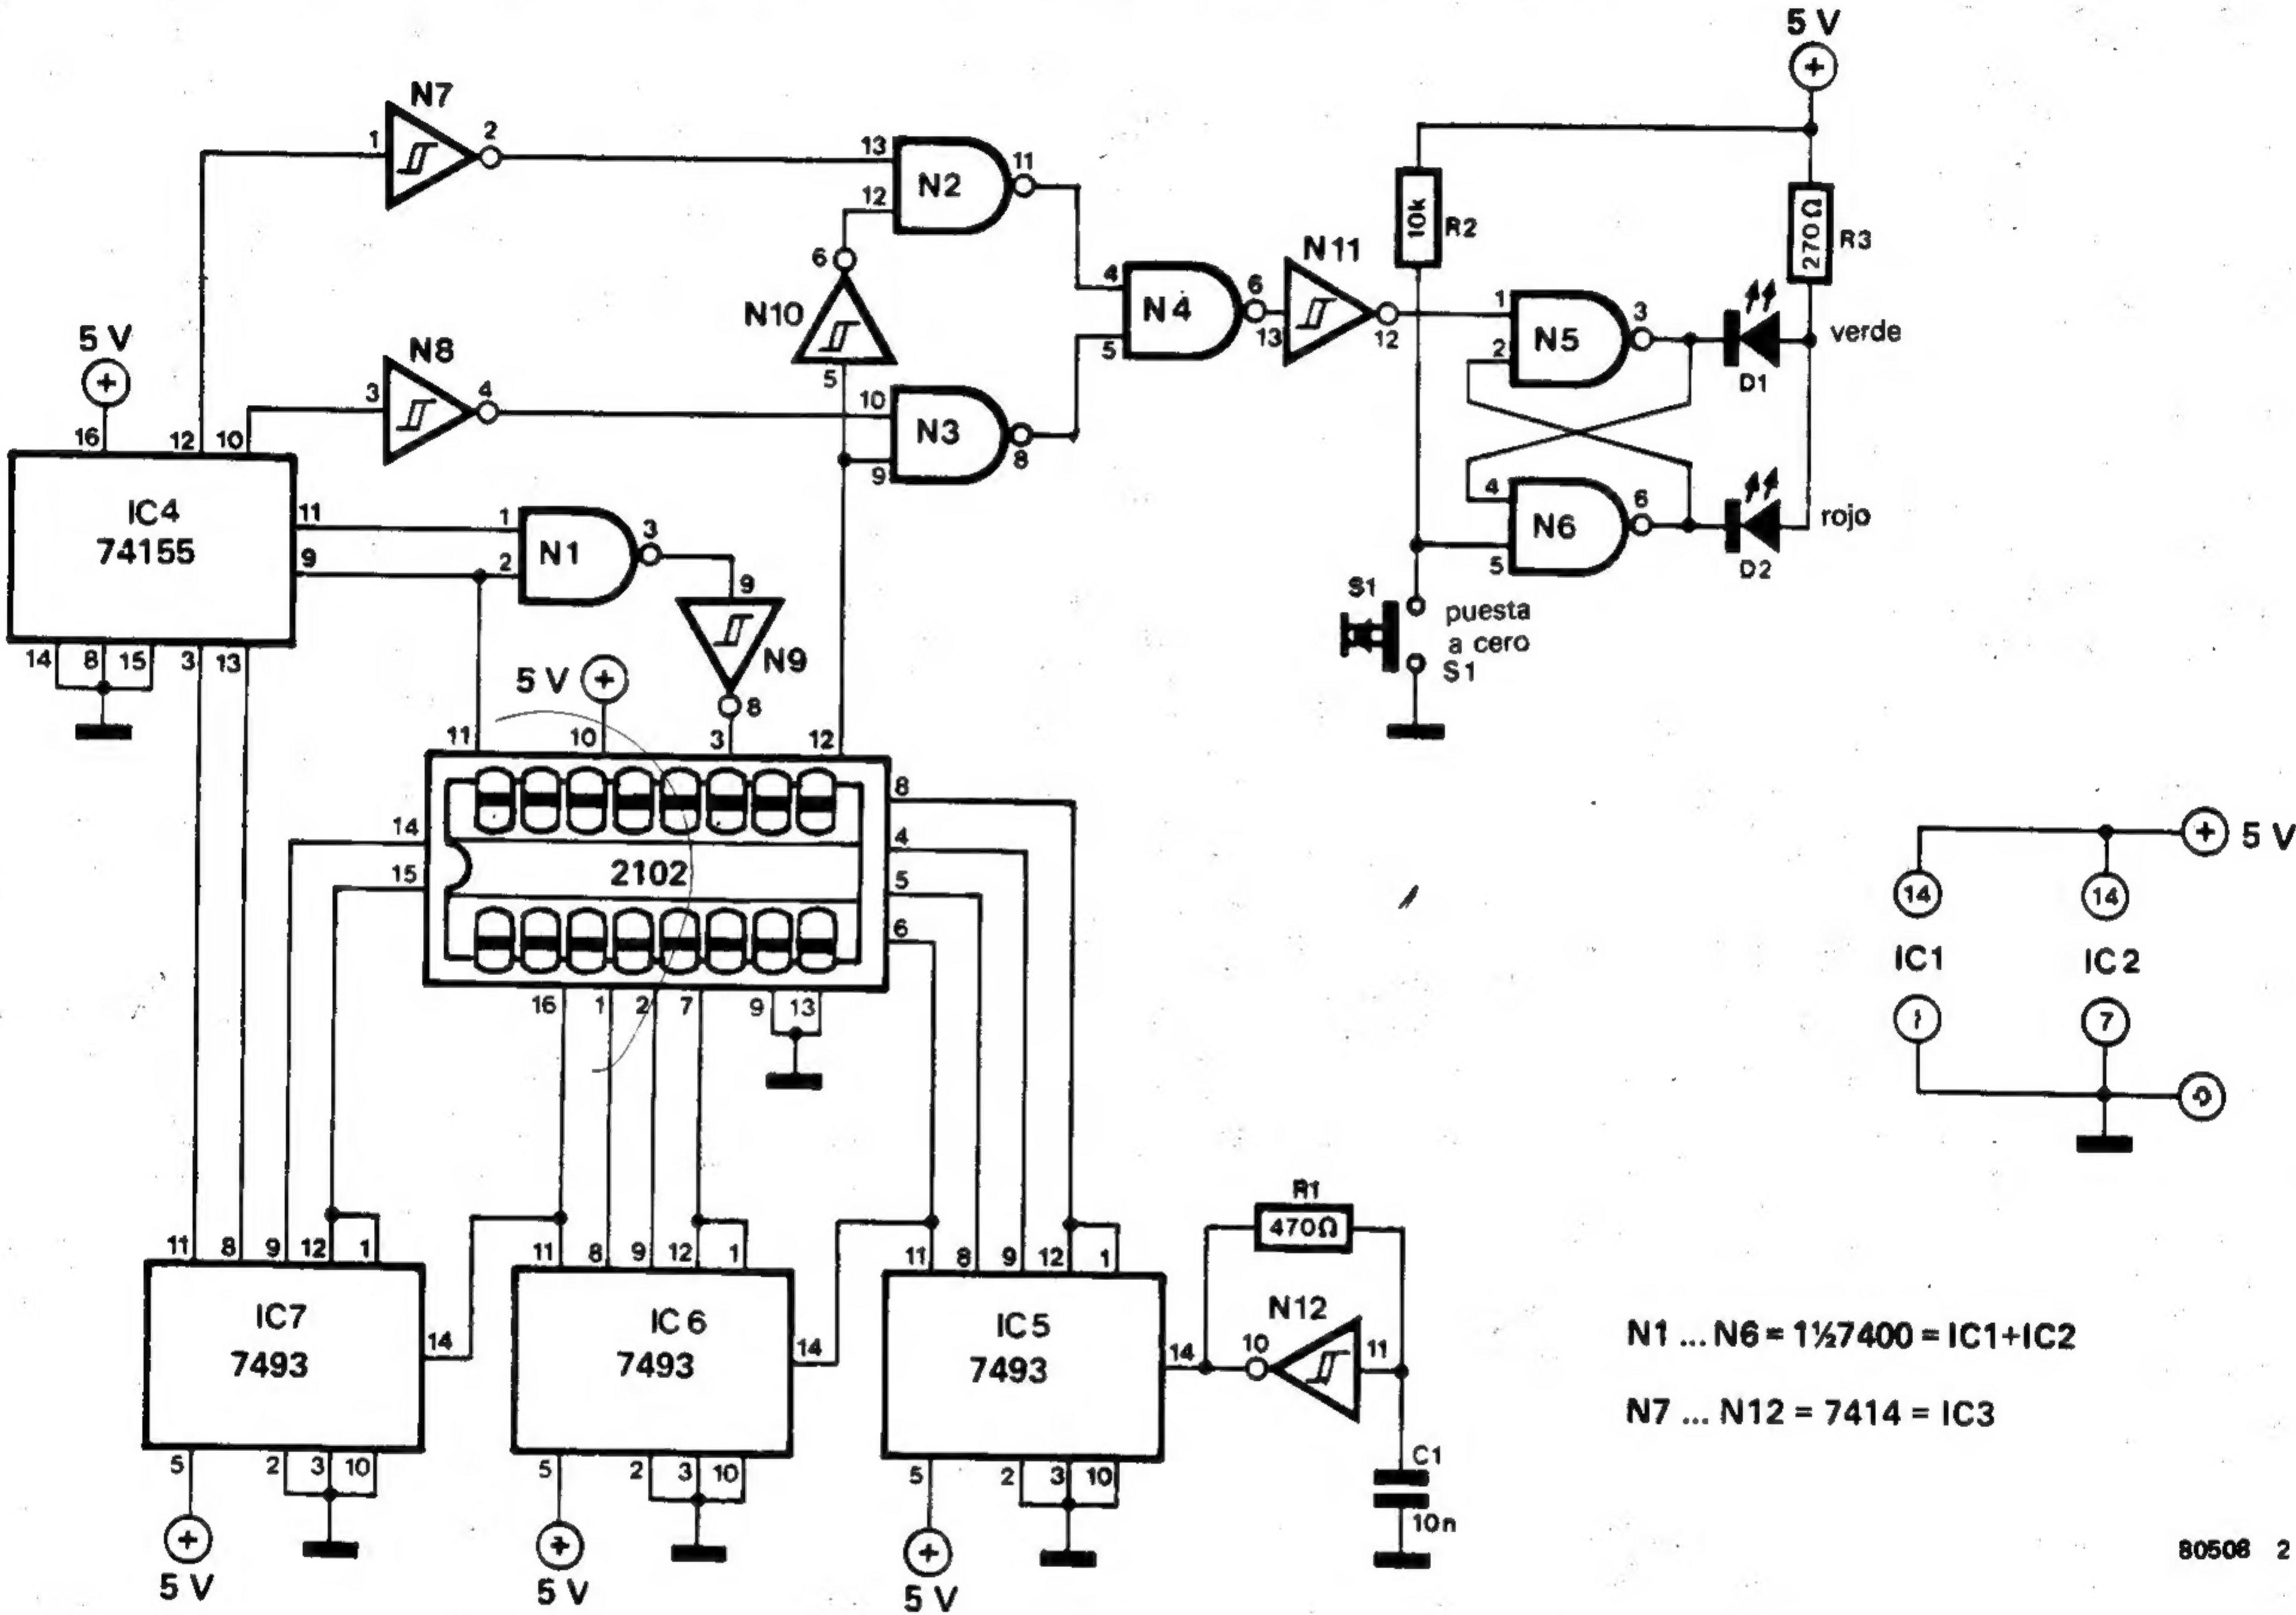 5 V
N7
1
2
13
12
N2
11
10k
R2
270Ω
R3
6
N10
5
4
5
N4
6
13
N11
12
1
2
N5
3
D1
verde
5 V
16
12
10
N8
3
4
10
9
N3
8
IC4
74155
11
9
1
2
N1
3
9
N9
8
4
5
N6
6
D2
rojo
S1
puesta
a cero
S1
14
8
15
3
13
5 V
11
10
3
12
14
15
2102
8
4
5
6
16
1
2
7
9
13
5 V
14
14
IC1
IC2
7
0
11
8
9
12
1
IC7
7493
14
5
2
3
10
5 V
11
8
9
12
1
IC6
7493
14
5
2
3
10
5 V
11
8
9
12
1
IC5
7493
14
5
2
3
10
5 V
R1
470Ω
N12
10
11
C1
10n
N1 ... N6 = 1½7400 = IC1+IC2
N7 ... N12 = 7414 = IC3
80506 2